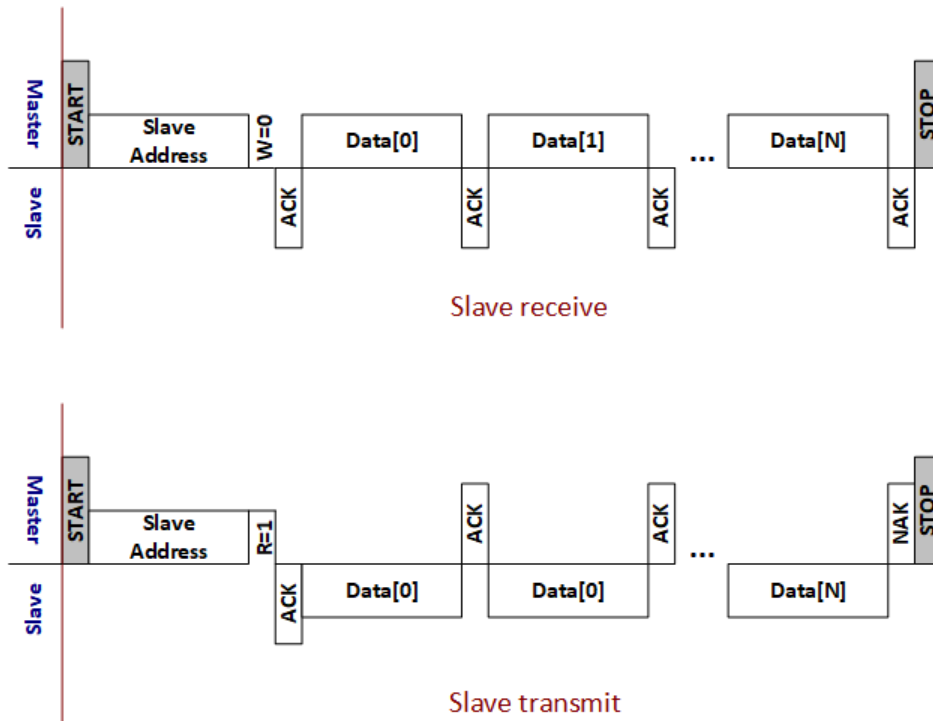 Master
START
Slave
Address
W=0
ACK
Data[0]
ACK
Data[1]
ACK
...
Data[N]
ACK
STOP
Slave
Slave receive
Master
START
Slave
Address
R=1
ACK
Data[0]
ACK
Data[0]
ACK
...
Data[N]
NAK
STOP
Slave
Slave transmit